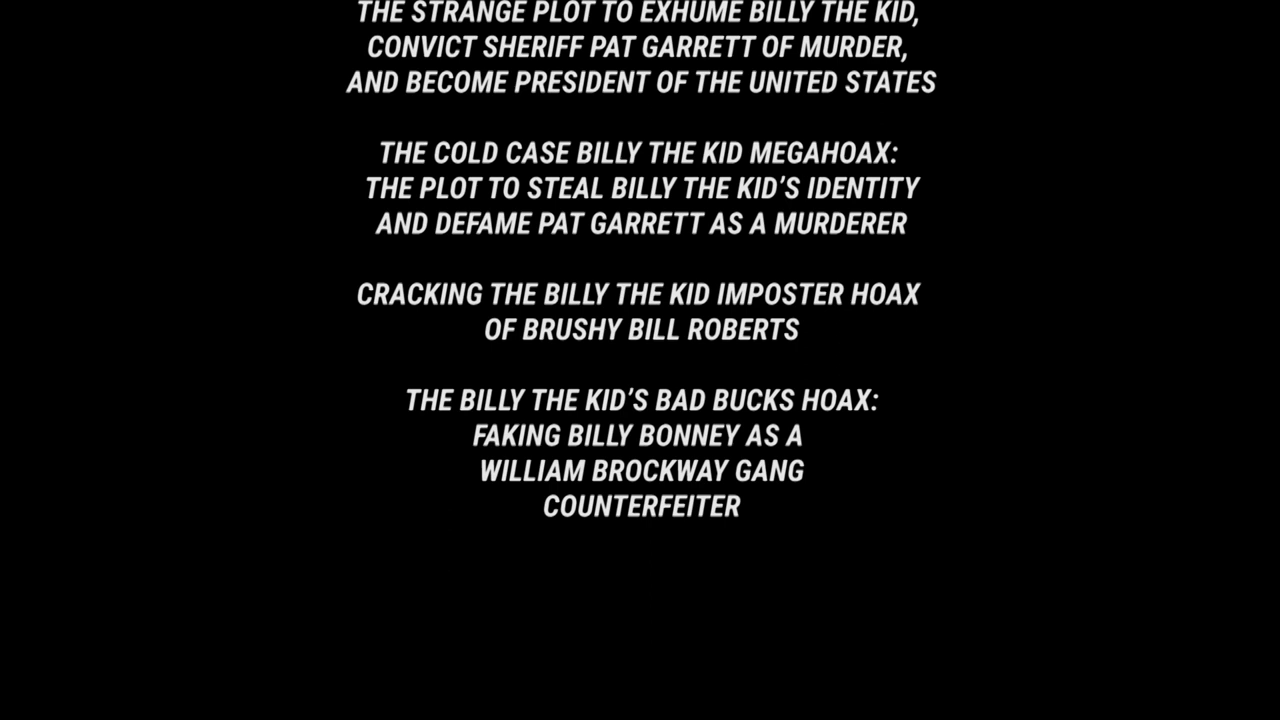 THE STRANGE PLOT TO EXHUME BILLY THE KID,
CONVICT SHERIFF PAT GARRETT OF MURDER,
AND BECOME PRESIDENT OF THE UNITED STATES
THE COLD CASE BILLY THE KID MEGAHOAX:
THE PLOT TO STEAL BILLY THE KID’S IDENTITY
AND DEFAME PAT GARRETT AS A MURDERER
CRACKING THE BILLY THE KID IMPOSTER HOAX
OF BRUSHY BILL ROBERTS
THE BILLY THE KID’S BAD BUCKS HOAX:
FAKING BILLY BONNEY AS A
WILLIAM BROCKWAY GANG
COUNTERFEITER